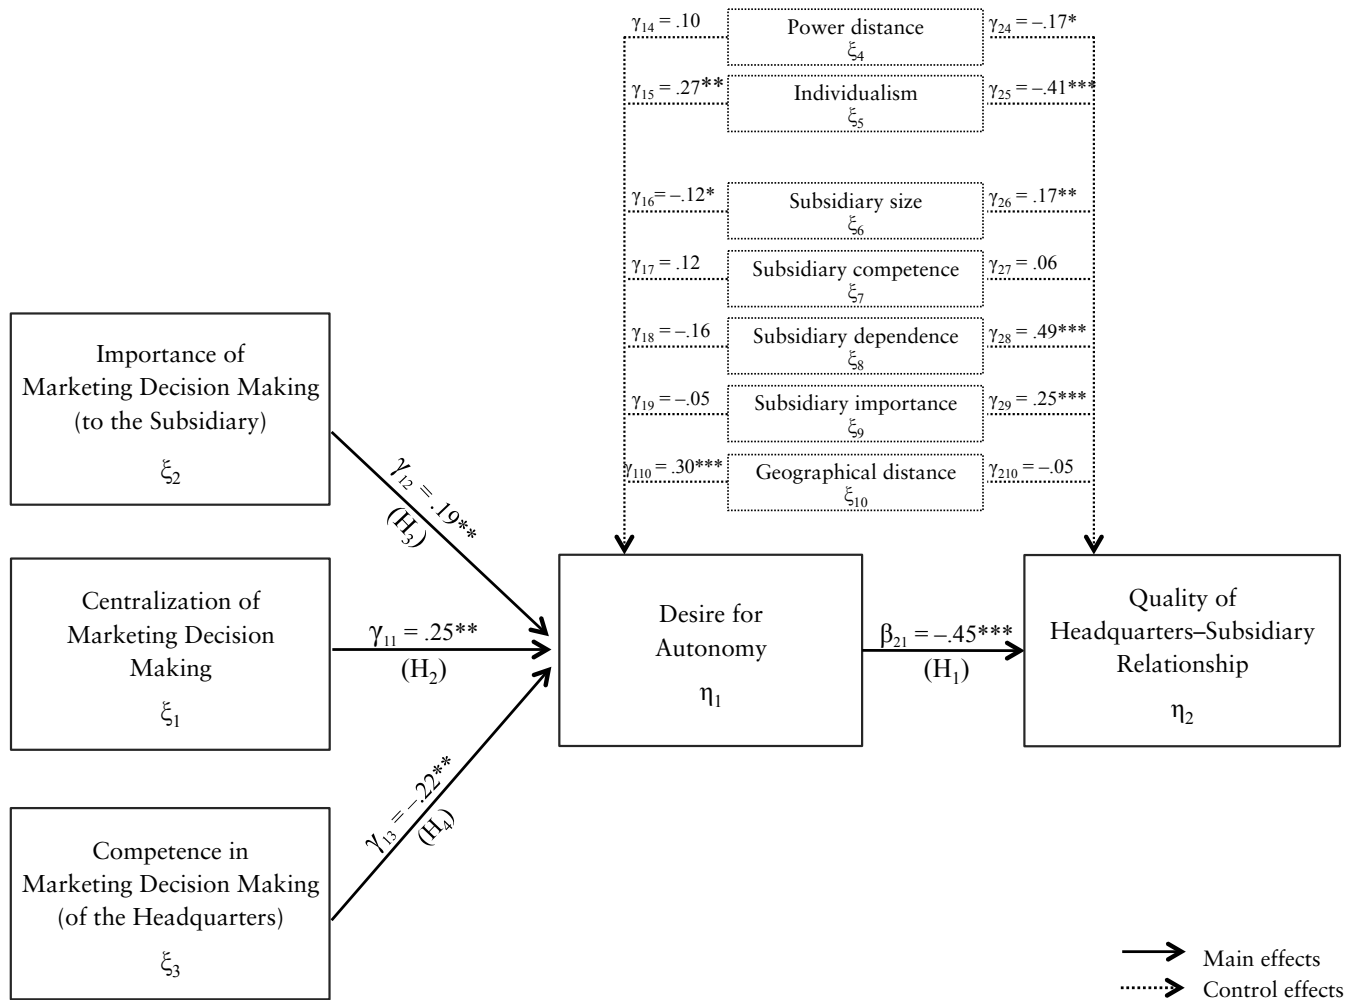 γ14 = .10
Power distance
ξ4
γ24 = –.17*
γ15 = .27**
Individualism
ξ5
γ25 = –.41***
γ16= –.12*
Subsidiary size
ξ6
γ26 = .17**
γ17 = .12
Subsidiary competence
ξ7
γ27 = .06
γ18 = –.16
Subsidiary dependence
ξ8
γ28 = .49***
γ19 = –.05
Subsidiary importance
ξ9
γ29 = .25***
γ110 = .30***
Geographical distance
ξ10
γ210 = –.05
Importance of
Marketing Decision Making
(to the Subsidiary)
ξ2
γ12 = .19**
(H3)
Centralization of
Marketing Decision
Making
ξ1
γ11 = .25**
(H2)
Competence in
Marketing Decision Making
(of the Headquarters)
ξ3
γ13 = –.22**
(H4)
Desire for
Autonomy
η1
β21 = –.45***
(H1)
Quality of
Headquarters–Subsidiary
Relationship
η2
Main effects
Control effects